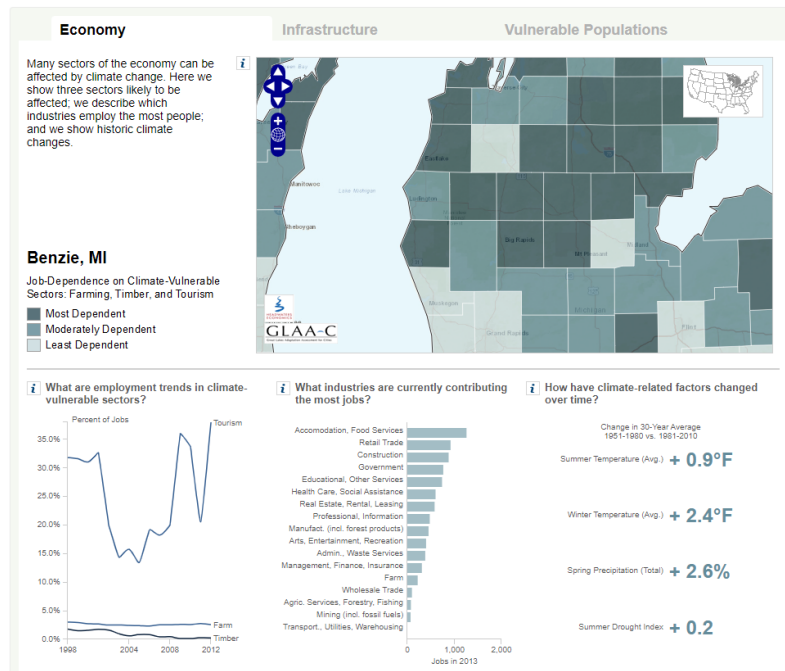 Economy
Infrastructure
Vulnerable Populations
Many sectors of the economy can be
affected by climate change. Here we
show three sectors likely to be
affected; we describe which
industries employ the most people;
and we show historic climate
changes.
i
Manitowoc
Lake Michigan
Ludington
Big Rapids
Mt Pleasant
Midland
Muskegon
Michigan
Grand Rapids
Flint
GLAA-C
Benzie, MI
Job-Dependence on Climate-Vulnerable
Sectors: Farming, Timber, and Tourism
Most Dependent
Moderately Dependent
Least Dependent
i
What are employment trends in climate-
vulnerable sectors?
Percent of Jobs
Tourism
35.0%
30.0%
25.0%
20.0%
15.0%
10.0%
5.0%
0.0%
Farm
Timber
1998
2004
2008
2012
i
What industries are currently contributing
the most jobs?
Accomodation, Food Services
Retail Trade
Construction
Government
Educational, Other Services
Health Care, Social Assistance
Real Estate, Rental, Leasing
Professional, Information
Manufact. (incl. forest products)
Arts, Entertainment, Recreation
Admin., Waste Services
Management, Finance, Insurance
Farm
Wholesale Trade
Agric. Services, Forestry, Fishing
Mining (incl. fossil fuels)
Transport., Utilities, Warehousing
0
1,000
2,000
Jobs in 2013
i
How have climate-related factors changed
over time?
Change in 30-Year Average
1951-1980 vs. 1981-2010
Summer Temperature (Avg.) + 0.9°F
Winter Temperature (Avg.) + 2.4°F
Spring Precipitation (Total) + 2.6%
Summer Drought Index + 0.2